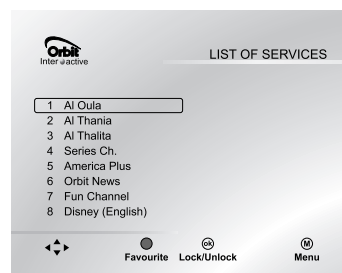 Orbit
Inter active
LIST OF SERVICES
1 Al Oula
2 Al Thania
3 Al Thalita
4 Series Ch.
5 America Plus
6 Orbit News
7 Fun Channel
8 Disney (English)
ok M
Favourite Lock/Unlock Menu